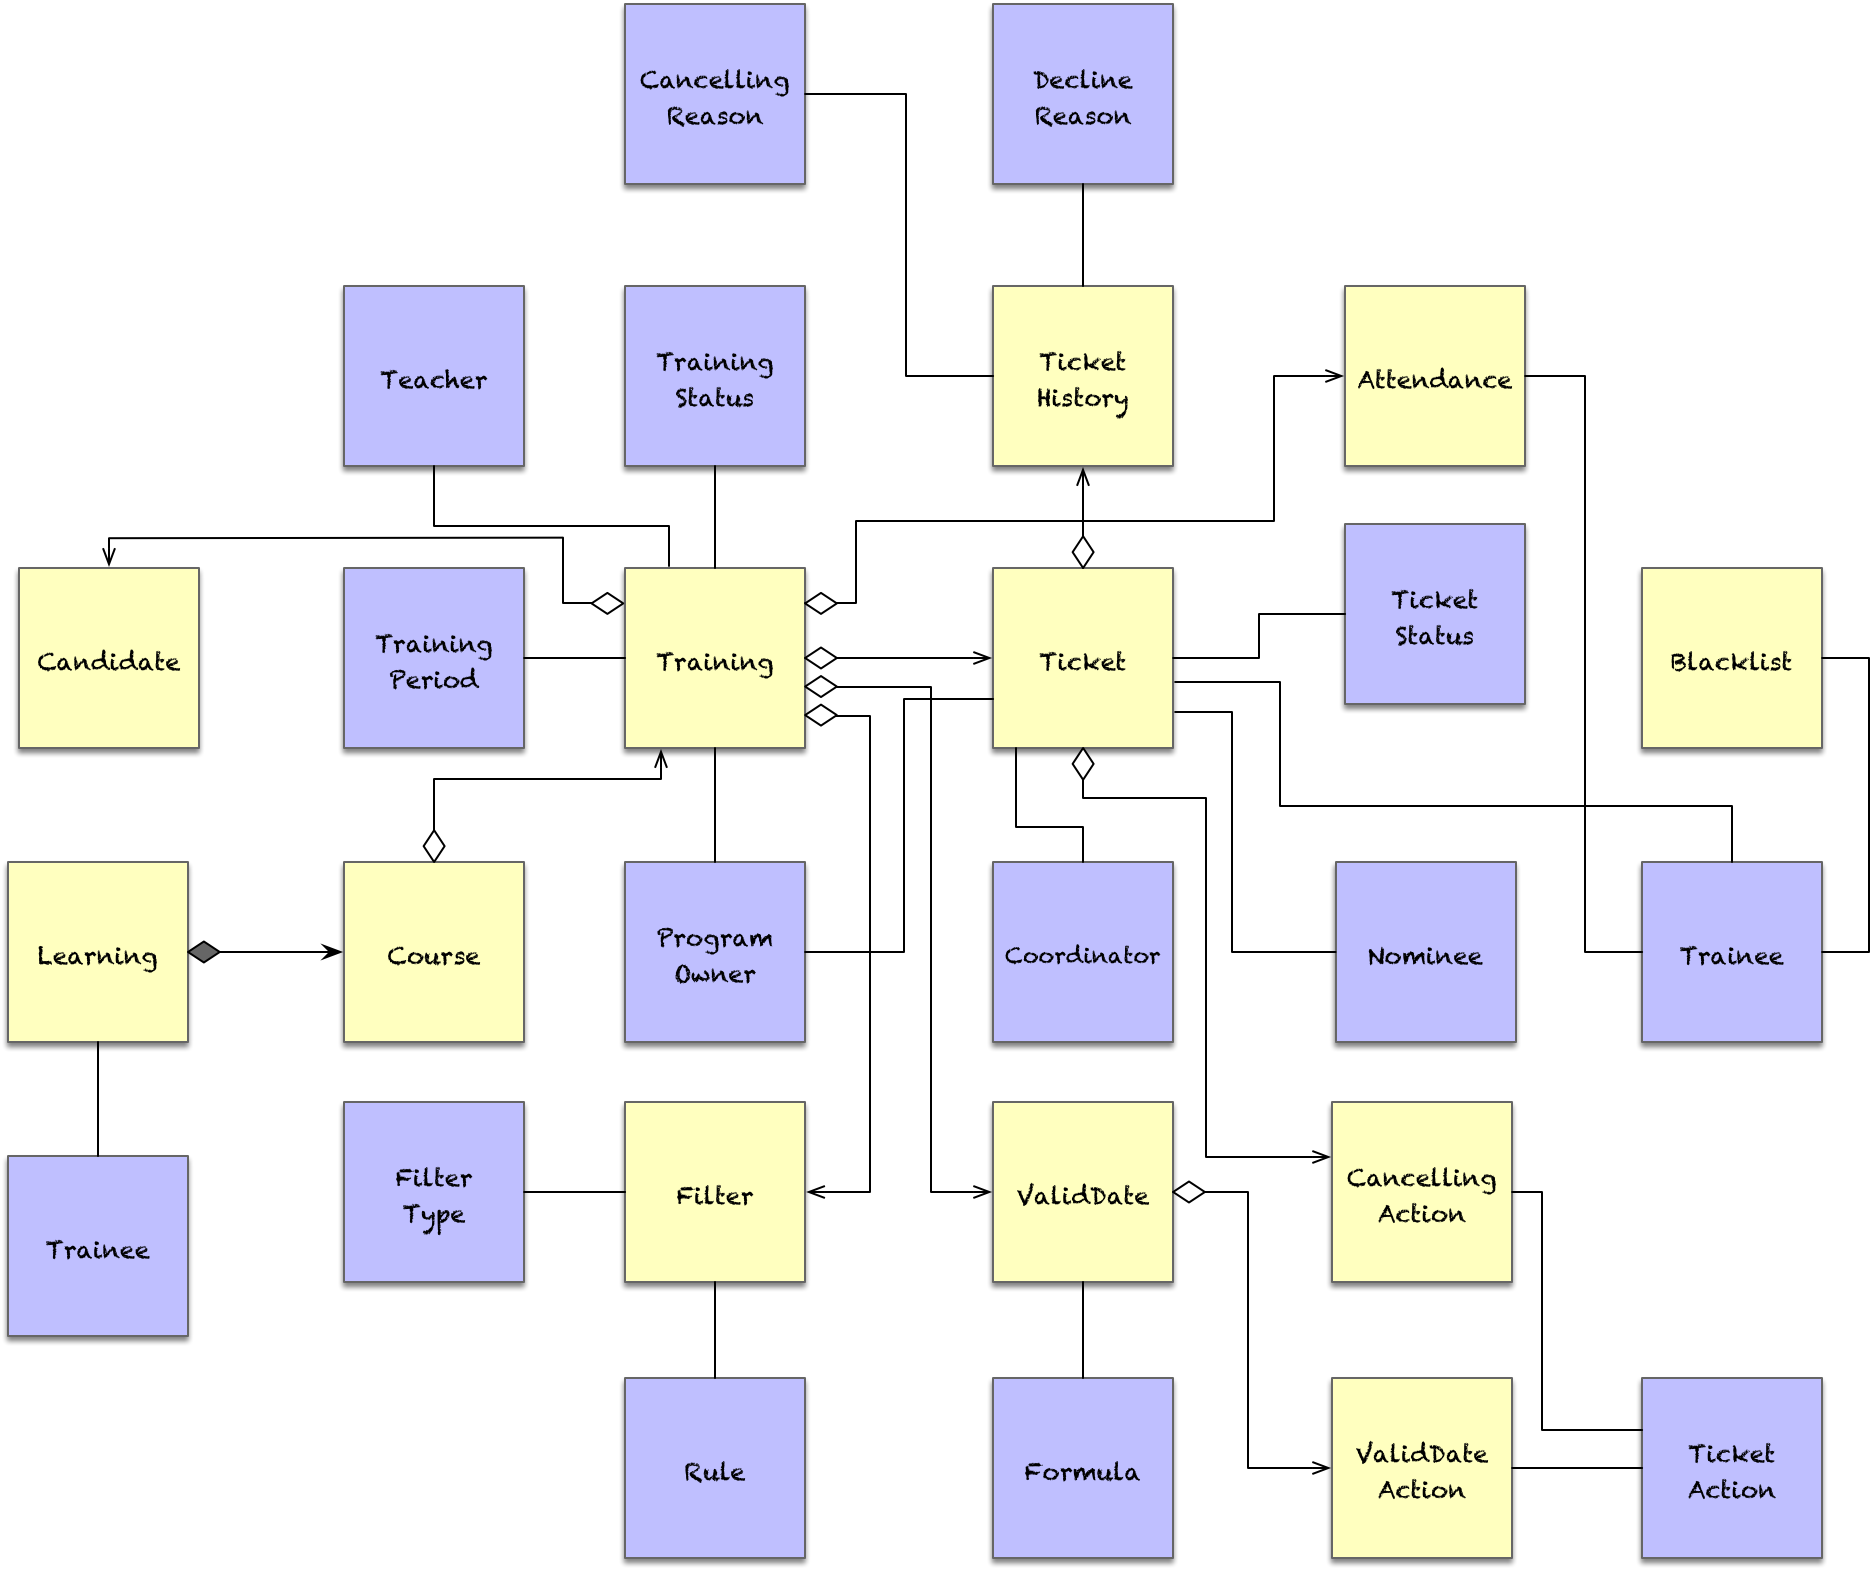 Cancelling
Reason
Decline
Reason
Teacher
Training
Status
Ticket
History
Attendance
Candidate
Training
Period
Training
Ticket
Ticket
Status
Blacklist
Learning
Course
Program
Owner
Coordinator
Nominee
Trainee
Trainee
Filter
Type
Filter
ValidDate
Cancelling
Action
Rule
Formula
ValidDate
Action
Ticket
Action